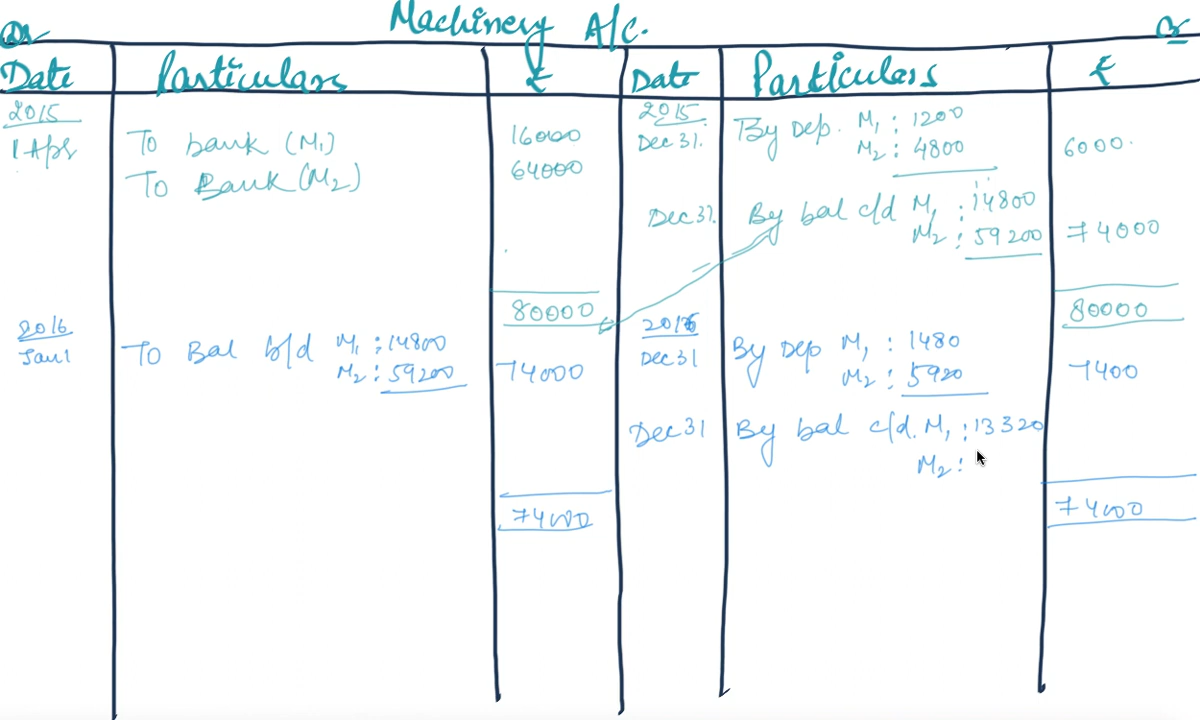 Machinery A/c.
Dr Cr
Date Particulars ₹ Date Particulars ₹
2015 2015
1 Apr To bank (M1) 16000 Dec 31. By Dep. M1 : 1200
M2 : 4800 6000.
To Bank (M2) 64000
Dec 31. By bal c/d M1 : 14800
M2 : 59200 74000
80000 80000
2016 2016
Jan 1 To Bal b/d M1 : 14800 Dec 31 By Dep M1 : 1480
M2 : 59200 74000 M2 : 5920 7400
Dec 31 By bal c/d. M1 : 13320
M2 :
74000 74000